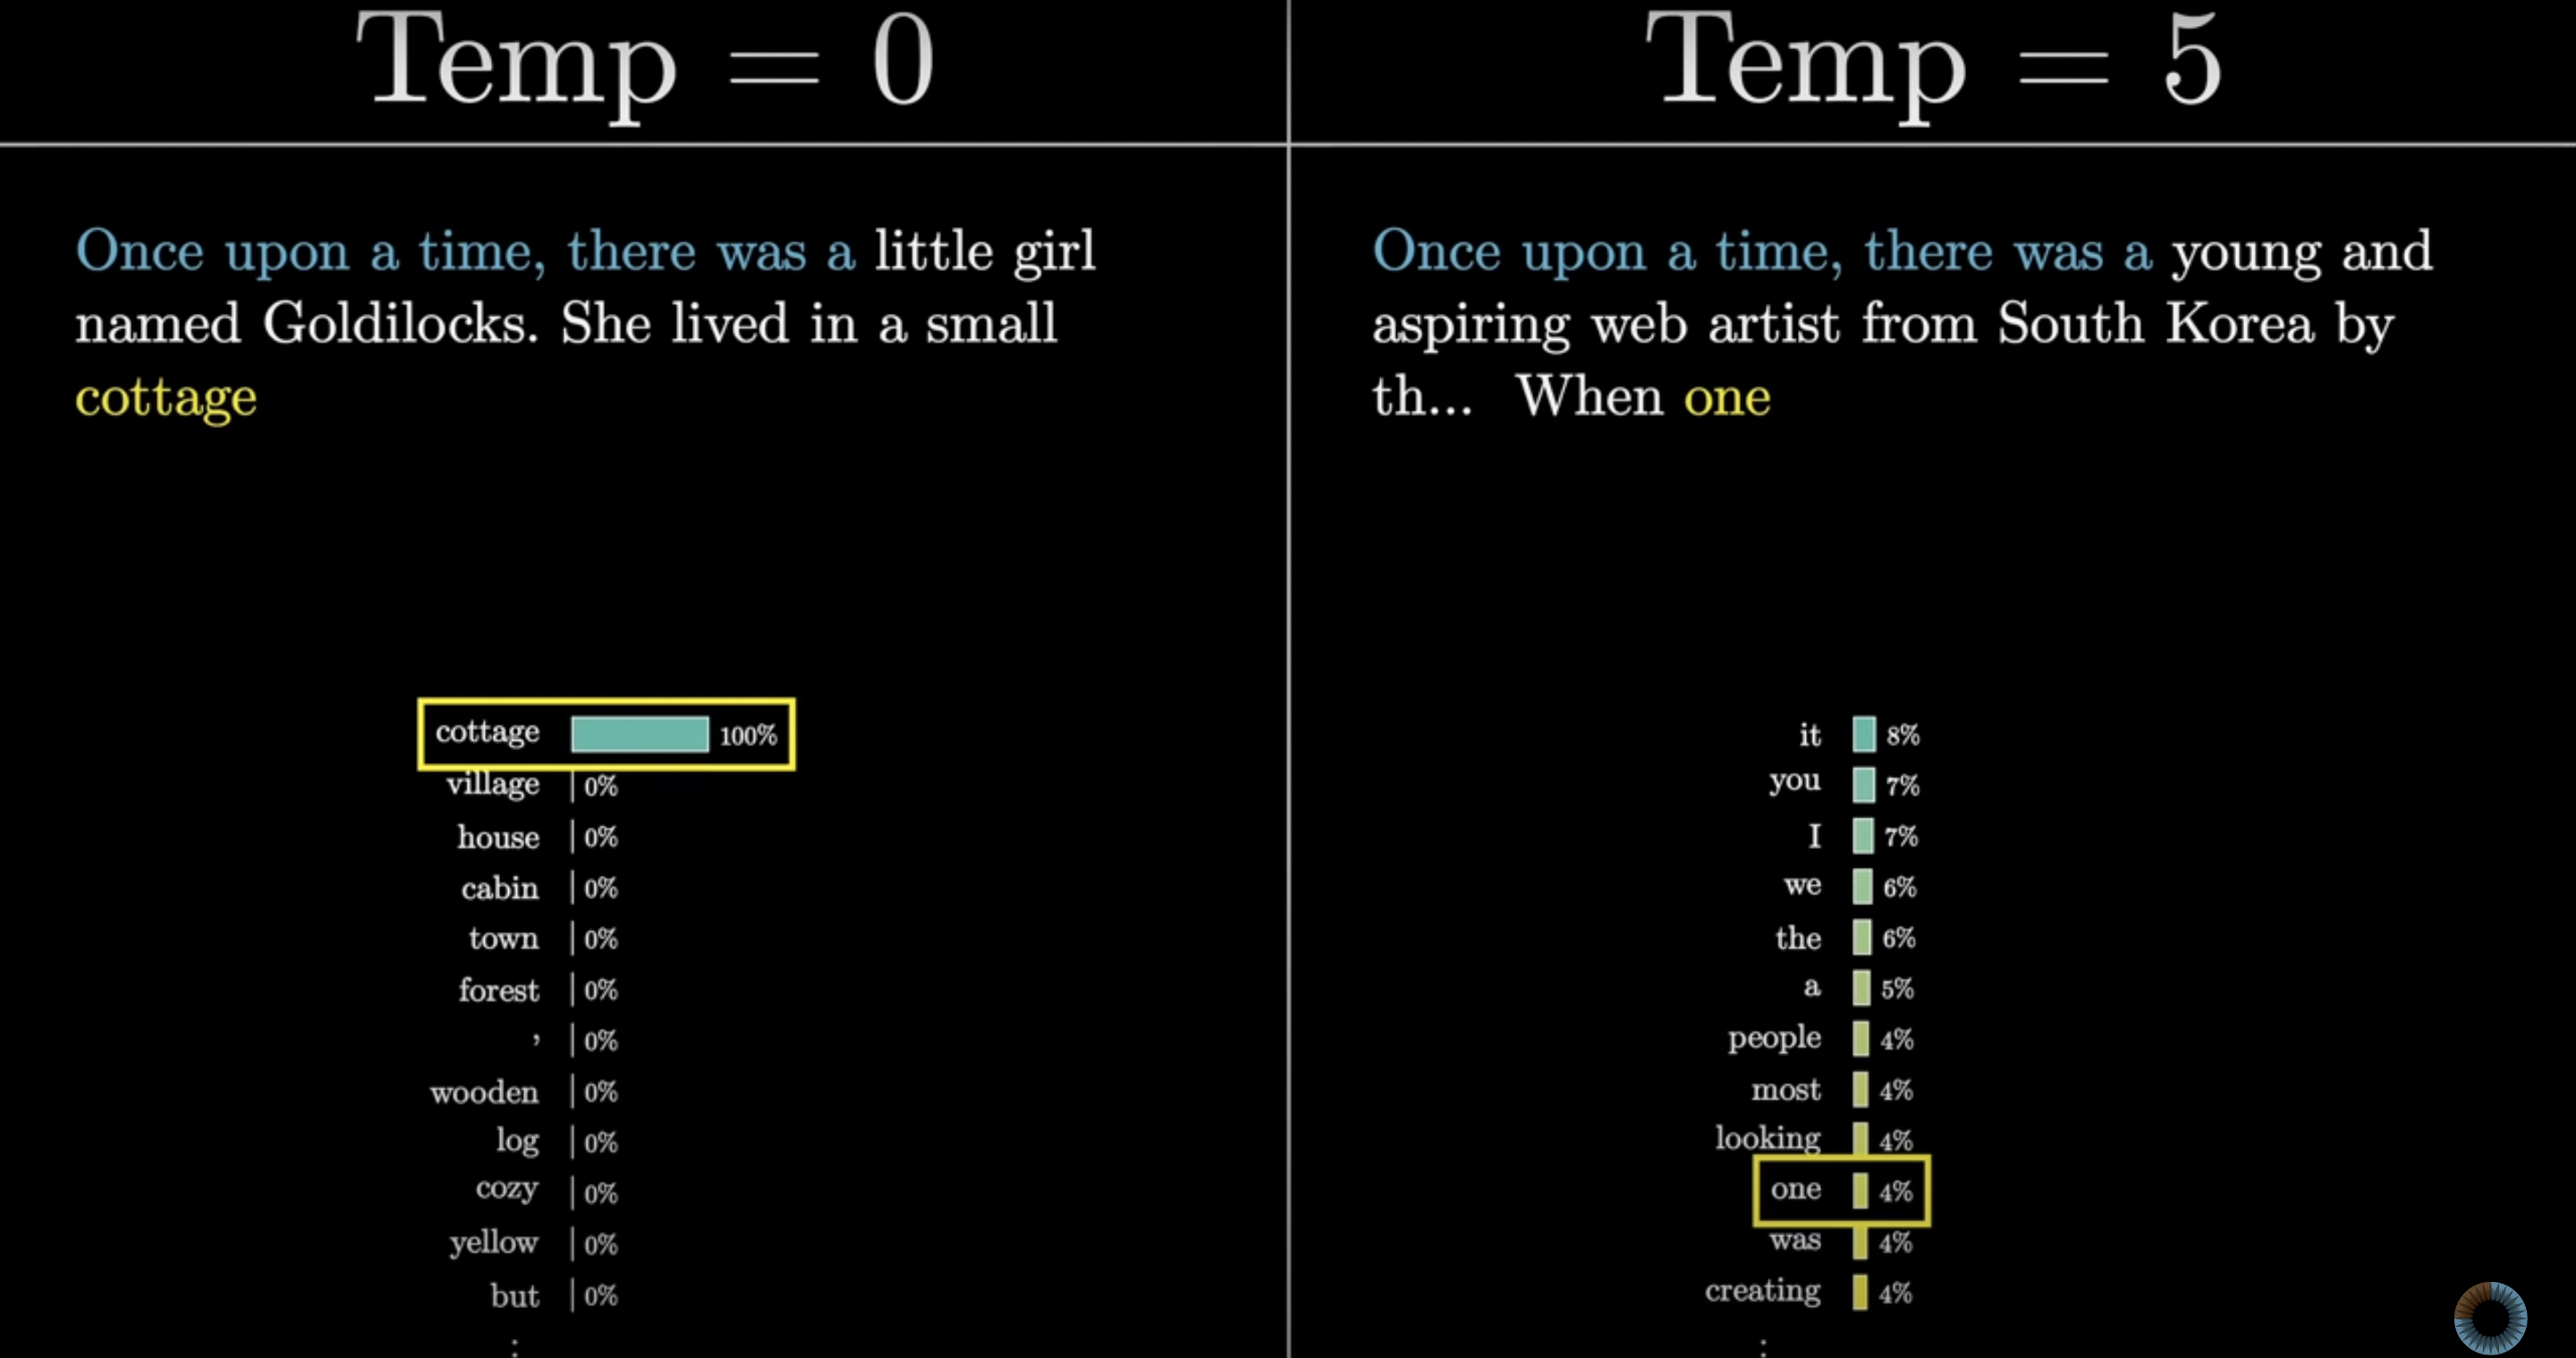 Temp = 0
Once upon a time, there was a little girl
named Goldilocks. She lived in a small
cottage
cottage 100%
village 0%
house 0%
cabin 0%
town 0%
forest 0%
, 0%
wooden 0%
log 0%
cozy 0%
yellow 0%
but 0%
⋮
Temp = 5
Once upon a time, there was a young and
aspiring web artist from South Korea by
th... When one
it 8%
you 7%
I 7%
we 6%
the 6%
a 5%
people 4%
most 4%
looking 4%
one 4%
was 4%
creating 4%
⋮